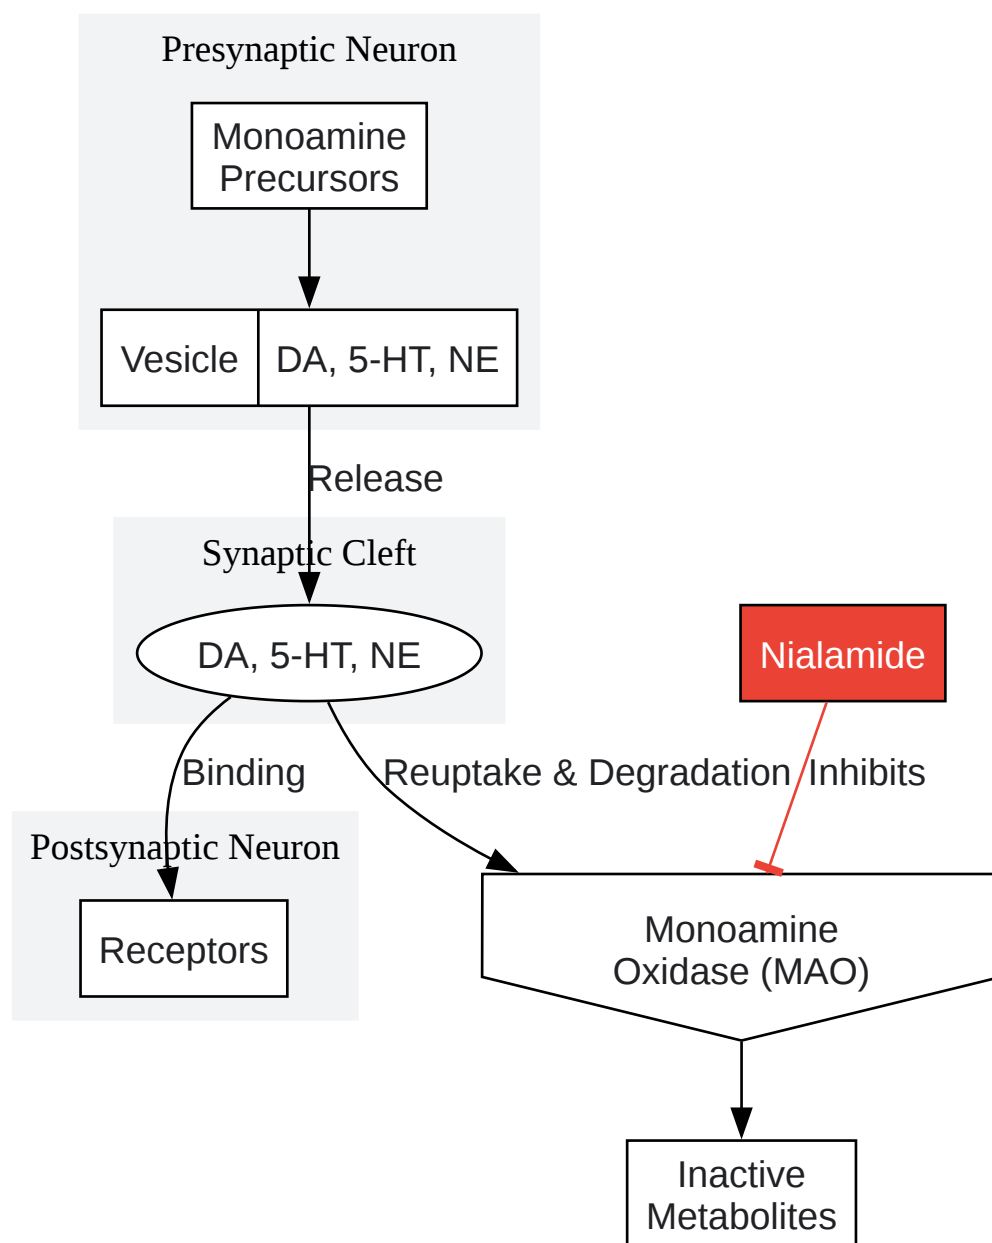 Presynaptic Neuron
Monoamine
Precursors
Vesicle
DA, 5-HT, NE
Release
Synaptic Cleft
DA, 5-HT, NE
Nialamide
Binding
Reuptake & Degradation
Inhibits
Postsynaptic Neuron
Receptors
Monoamine
Oxidase (MAO)
Inactive
Metabolites